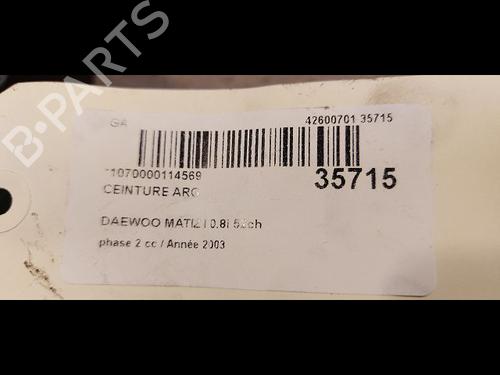 B-PARTS
GA 42600701 35715
1070000114569
35715
CEINTURE ARG
DAEWOO MATIZ I 0.8i 52ch
phase 2 cc / Année 2003